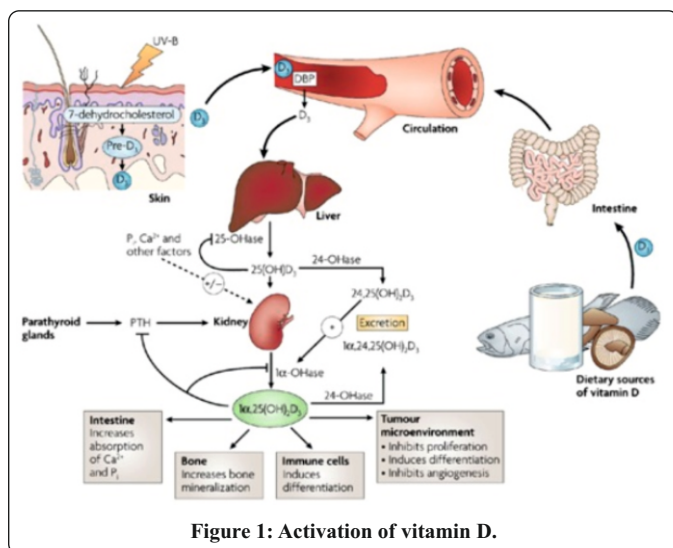 UV-B
7-dehydrocholesterol
Pre-D₃
D₃
Skin
D₃
D₃
DBP
D₃
Circulation
Intestine
D₃
Dietary sources
of vitamin D
Liver
25-OHase
Pᵢ Ca²⁺ and
other factors
25(OH)D₃
24-OHase
+/−
24,25(OH)₂D₃
Parathyroid
glands
PTH
Kidney
+
Excretion
1α,24,25(OH)₃D₃
1α-OHase
1α,25(OH)₂D₃
24-OHase
Intestine
Increases
absorption
of Ca²⁺
and Pᵢ
Bone
Increases bone
mineralization
Immune cells
Induces
differentiation
Tumour
microenvironment
• Inhibits proliferation
• Induces differentiation
• Inhibits angiogenesis
Figure 1: Activation of vitamin D.